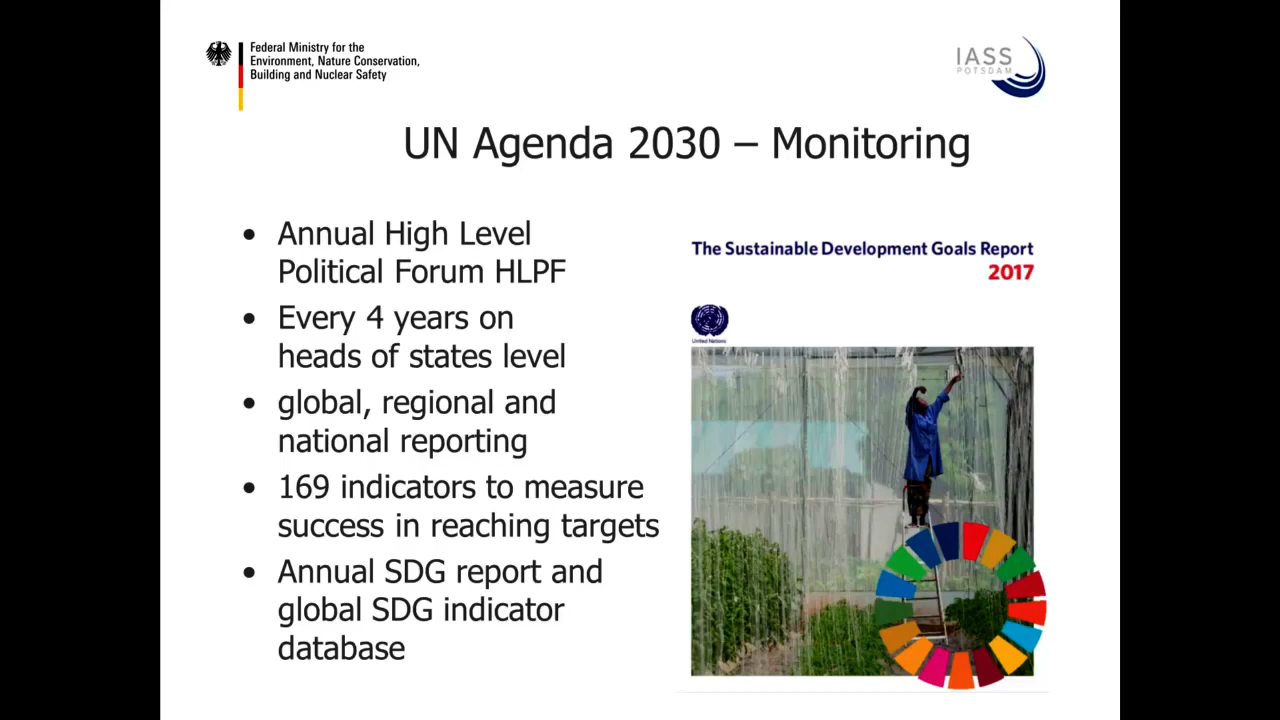 Federal Ministry for the
Environment, Nature Conservation,
Building and Nuclear Safety
IASS
POTSDAM
UN Agenda 2030 – Monitoring
• Annual High Level
Political Forum HLPF
• Every 4 years on
heads of states level
• global, regional and
national reporting
• 169 indicators to measure
success in reaching targets
• Annual SDG report and
global SDG indicator
database
The Sustainable Development Goals Report
2017
United Nations